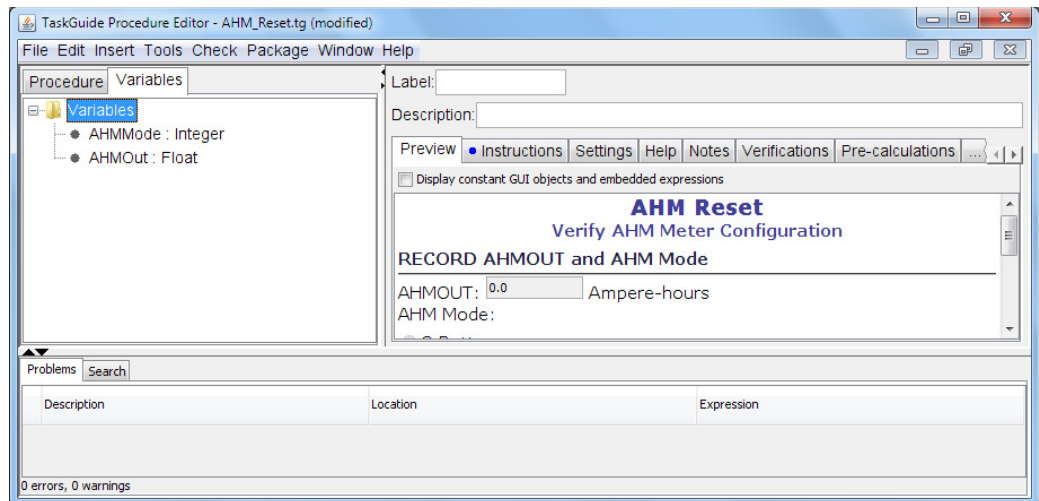 TaskGuide Procedure Editor - AHM_Reset.tg (modified)
File Edit Insert Tools Check Package Window Help
Procedure Variables
Variables
AHMMode : Integer
AHMOut : Float
Label:
Description:
Preview Instructions Settings Help Notes Verifications Pre-calculations ...
Display constant GUI objects and embedded expressions
AHM Reset
Verify AHM Meter Configuration
RECORD AHMOUT and AHM Mode
AHMOUT: 0.0 Ampere-hours
AHM Mode:
Problems Search
Description Location Expression
0 errors, 0 warnings